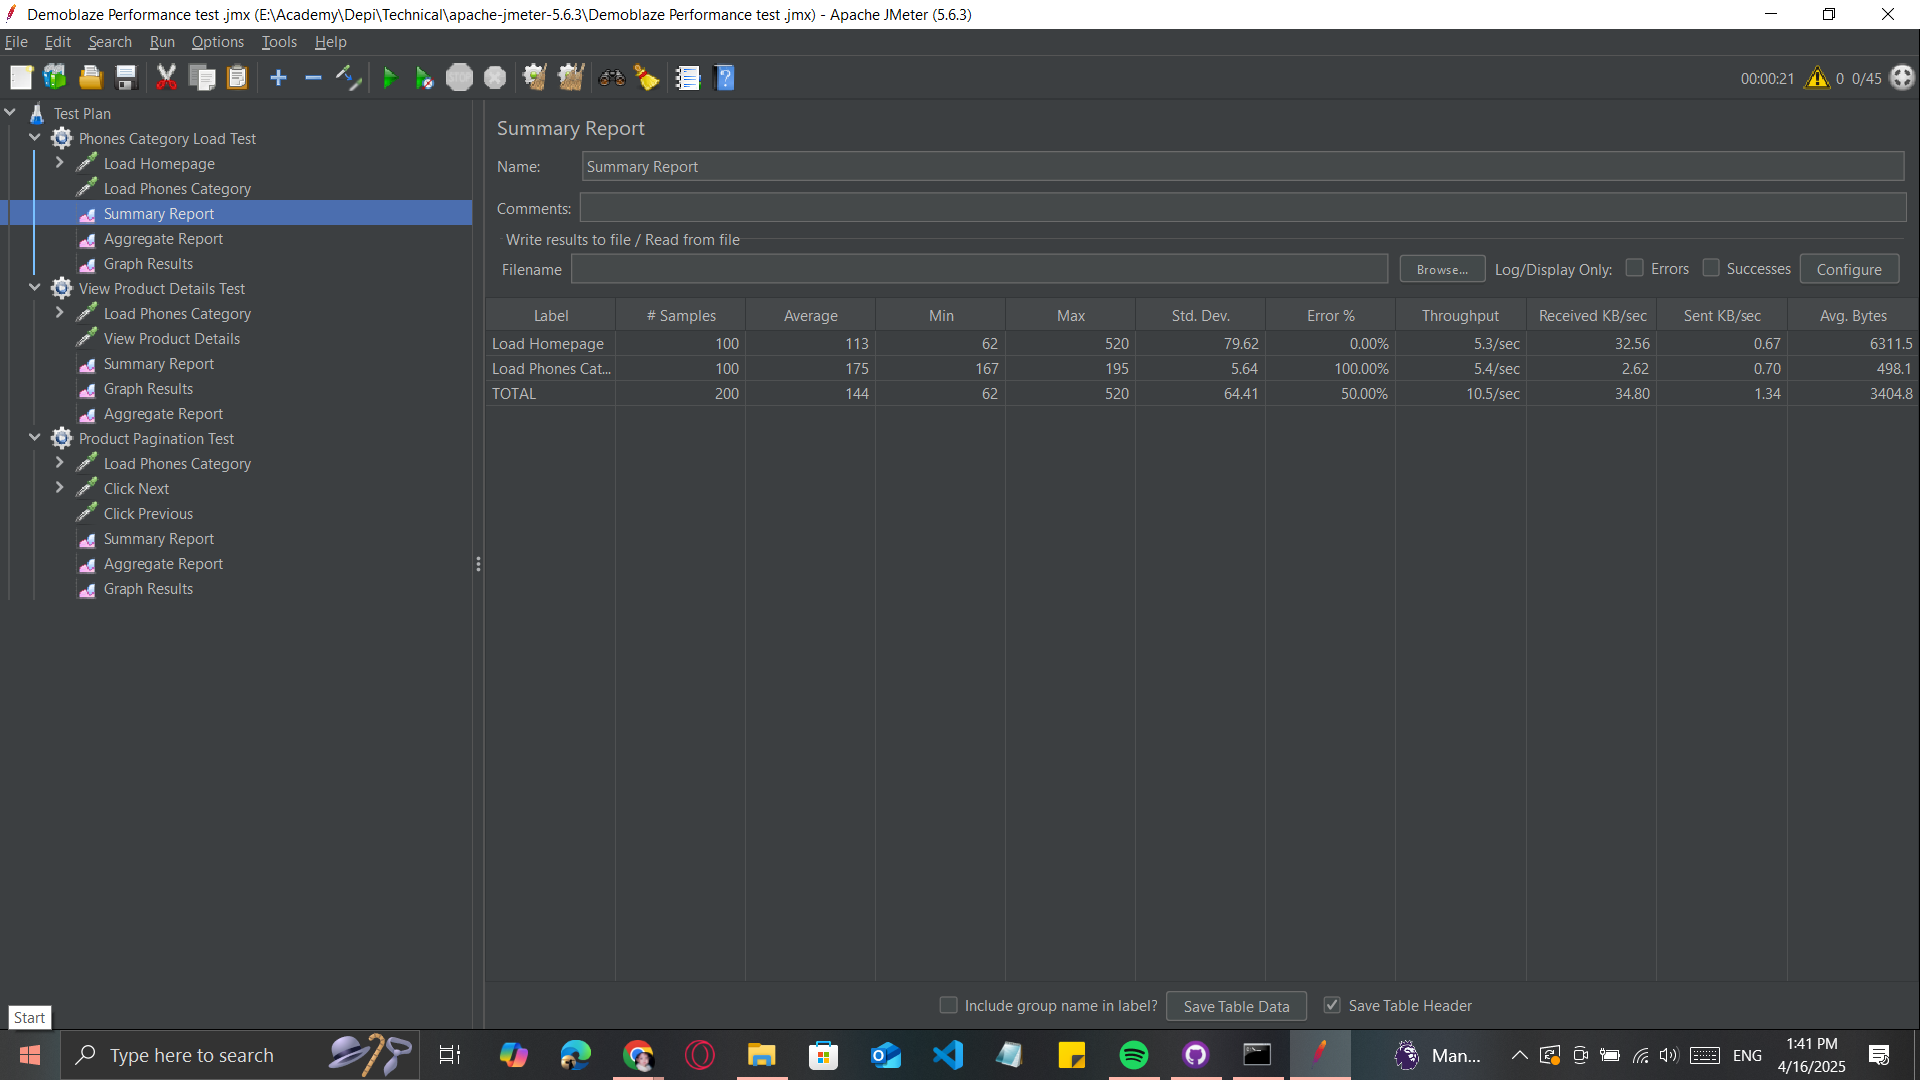 Demoblaze Performance test .jmx (E:\Academy\Depi\Technical\apache-jmeter-5.6.3\Demoblaze Performance test .jmx) - Apache JMeter (5.6.3)
File Edit Search Run Options Tools Help
STOP
00:00:21 0 0/45
Test Plan
Phones Category Load Test
Load Homepage
Load Phones Category
Summary Report
Aggregate Report
Graph Results
View Product Details Test
Load Phones Category
View Product Details
Summary Report
Graph Results
Aggregate Report
Product Pagination Test
Load Phones Category
Click Next
Click Previous
Summary Report
Aggregate Report
Graph Results
Summary Report
Name: Summary Report
Comments:
Write results to file / Read from file
Filename Browse... Log/Display Only: Errors Successes Configure
Label # Samples Average Min Max Std. Dev. Error % Throughput Received KB/sec Sent KB/sec Avg. Bytes
Load Homepage 100 113 62 520 79.62 0.00% 5.3/sec 32.56 0.67 6311.5
Load Phones Cat... 100 175 167 195 5.64 100.00% 5.4/sec 2.62 0.70 498.1
TOTAL 200 144 62 520 64.41 50.00% 10.5/sec 34.80 1.34 3404.8
Include group name in label? Save Table Data Save Table Header
Start
Type here to search
Man...
ENG
1:41 PM
4/16/2025